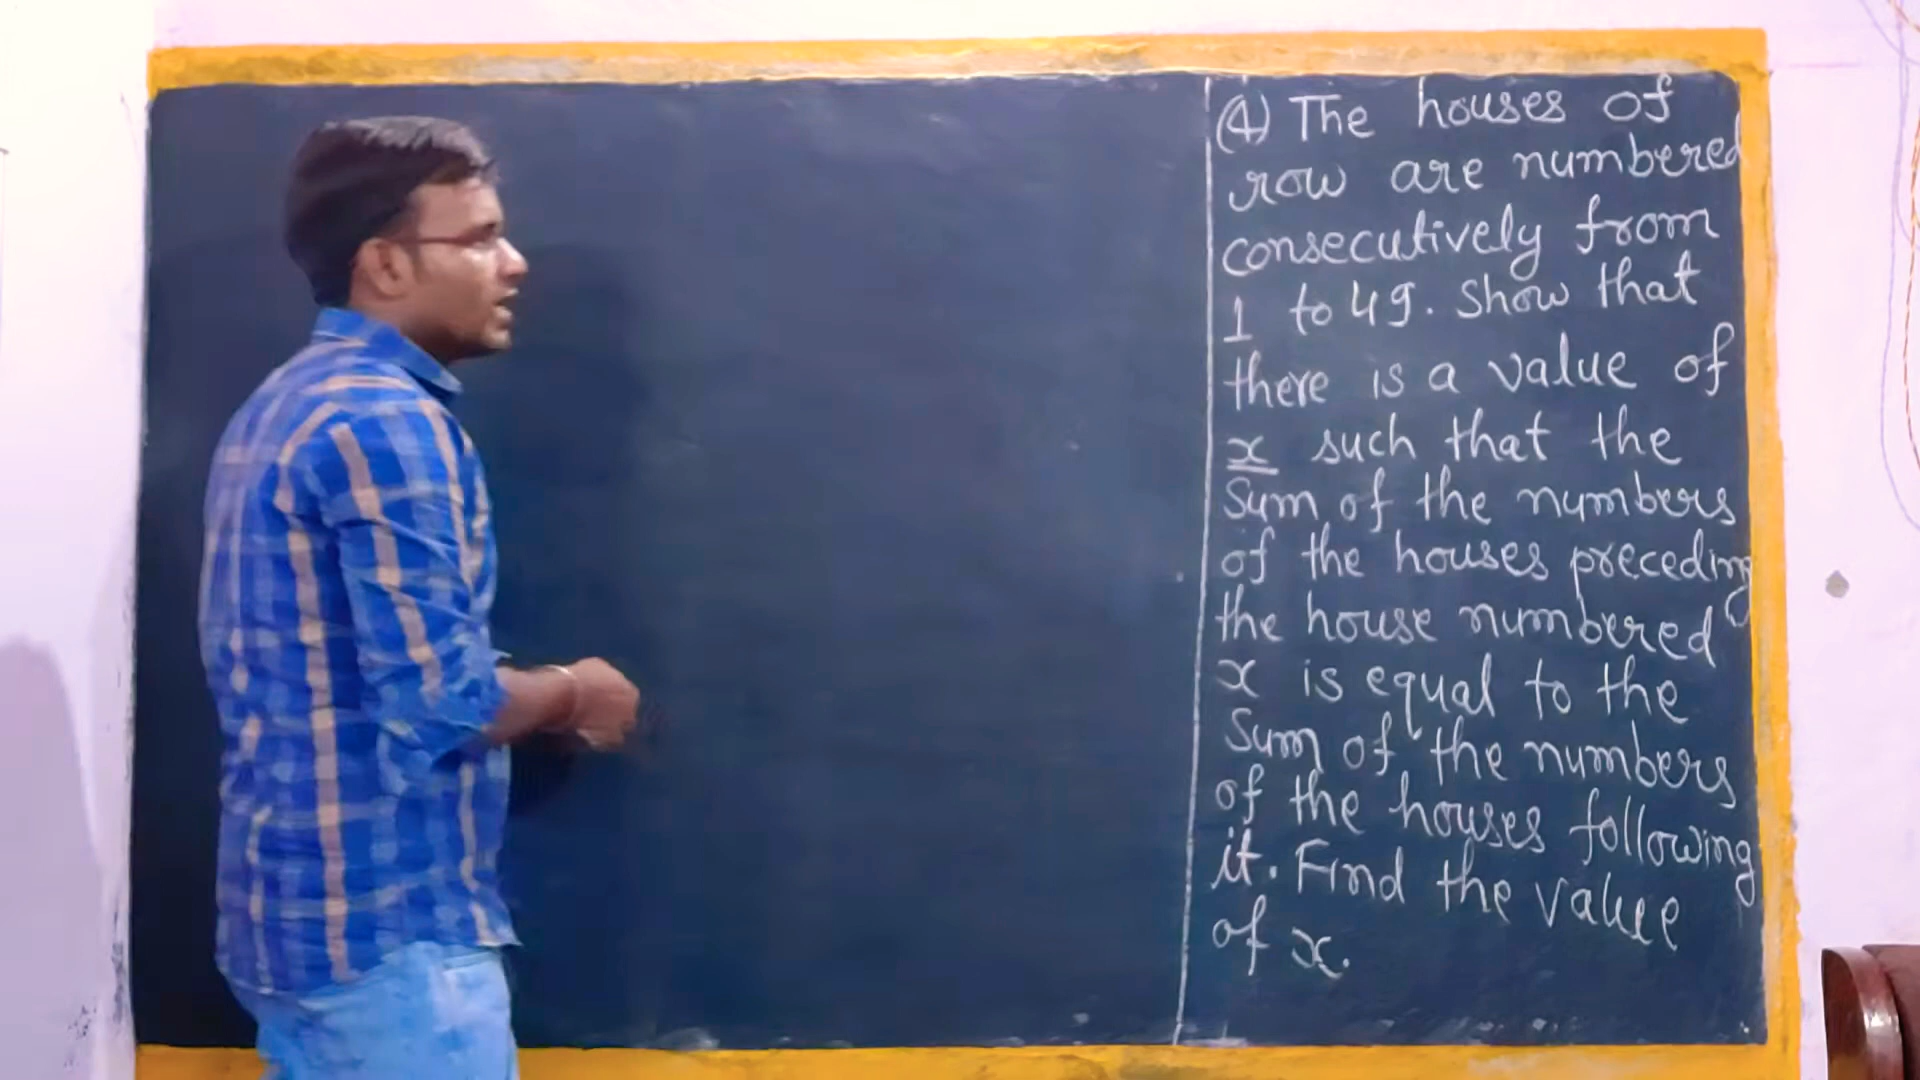 (4) The houses of
row are numbered
consecutively from
1 to 49. Show that
there is a value of
x such that the
Sum of the numbers
of the houses preceding
the house numbered
x is equal to the
Sum of the numbers
of the houses following
it. Find the value
of x.